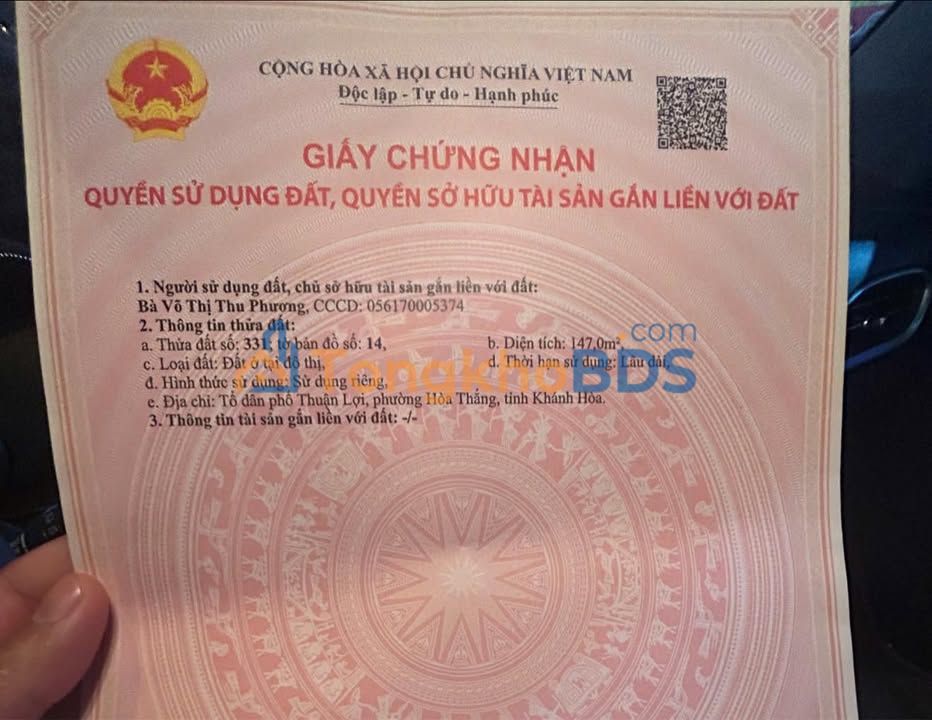 CỘNG HÒA XÃ HỘI CHỦ NGHĨA VIỆT NAM
Độc lập - Tự do - Hạnh phúc
GIẤY CHỨNG NHẬN
QUYỀN SỬ DỤNG ĐẤT, QUYỀN SỞ HỮU TÀI SẢN GẮN LIỀN VỚI ĐẤT
1. Người sử dụng đất, chủ sở hữu tài sản gắn liền với đất:
Bà Võ Thị Thu Phượng, CCCD: 056170005374
2. Thông tin thửa đất:
a. Thửa đất số: 331, tờ bản đồ số: 14, b. Diện tích: 147,0m²,
c. Loại đất: Đất ở tại đô thị, d. Thời hạn sử dụng: Lâu dài,
đ. Hình thức sử dụng: Sử dụng riêng,
e. Địa chỉ: Tổ dân phố Thuận Lợi, phường Hòa Thắng, tỉnh Khánh Hòa.
3. Thông tin tài sản gắn liền với đất: -/-
TongkhoBDS
.com